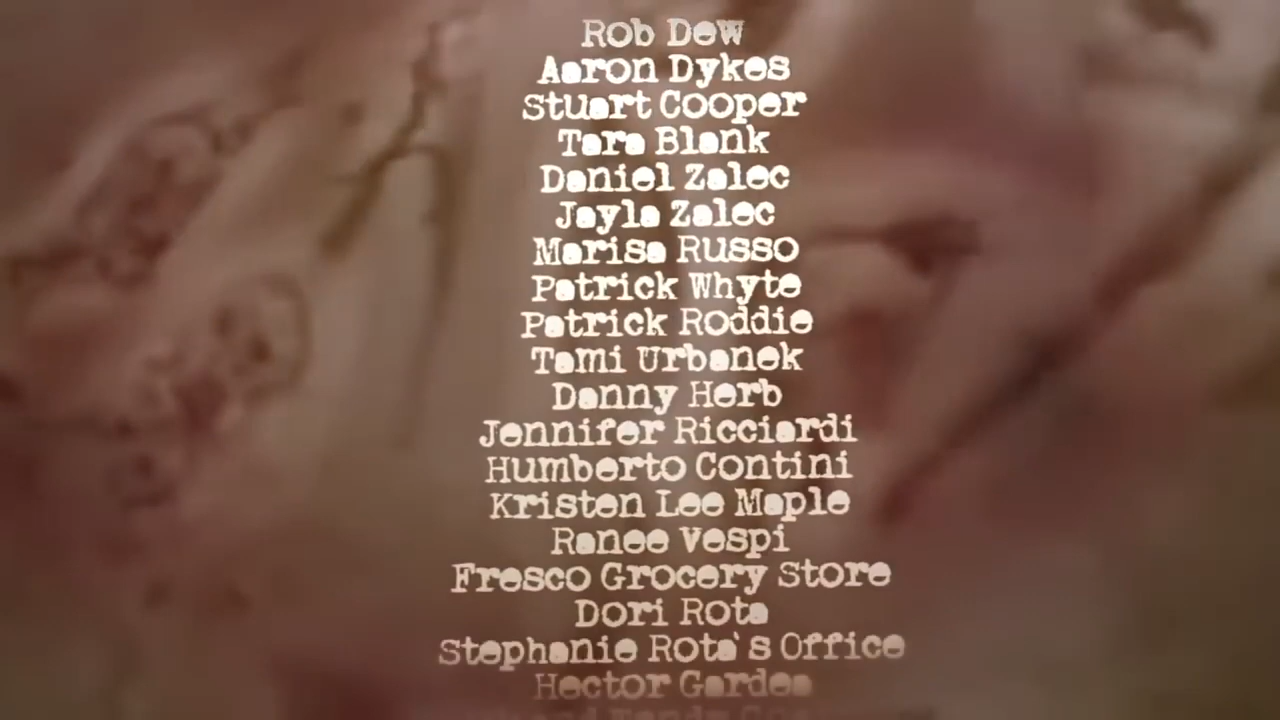 Rob Dew
Aaron Dykes
Stuart Cooper
Tara Blank
Daniel Zalec
Jayla Zalec
Marisa Russo
Patrick Whyte
Patrick Roddie
Tami Urbanek
Danny Herb
Jennifer Ricciardi
Humberto Contini
Kristen Lee Maple
Ranee Vespi
Fresco Grocery Store
Dori Rota
Stephanie Rota's Office
Hector Gardea